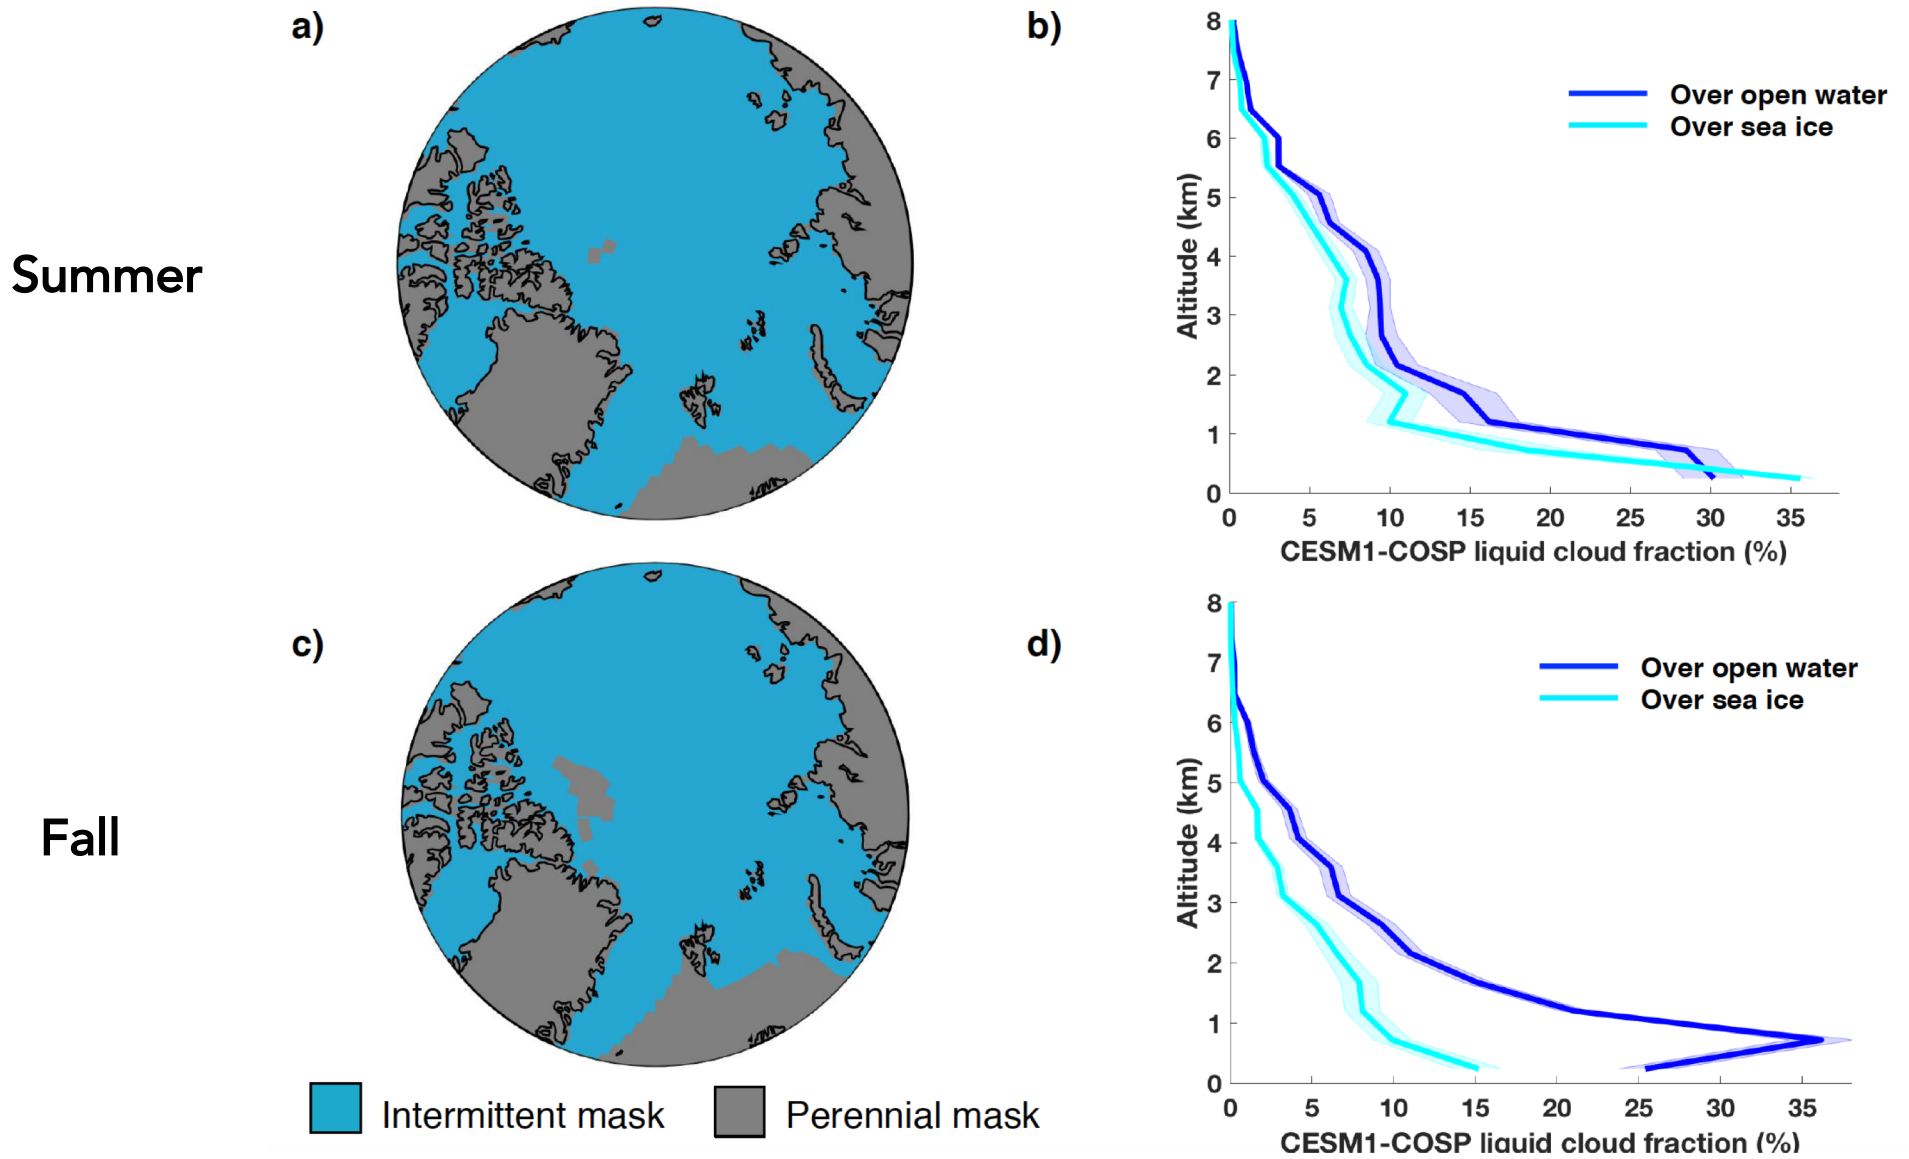 a)
b)
8
7
6
5
4
3
2
1
0
Altitude (km)
Over open water
Over sea ice
0 5 10 15 20 25 30 35
CESM1-COSP liquid cloud fraction (%)
Summer
c)
d)
8
7
6
5
4
3
2
1
0
Altitude (km)
Over open water
Over sea ice
0 5 10 15 20 25 30 35
CESM1-COSP liquid cloud fraction (%)
Fall
Intermittent mask
Perennial mask